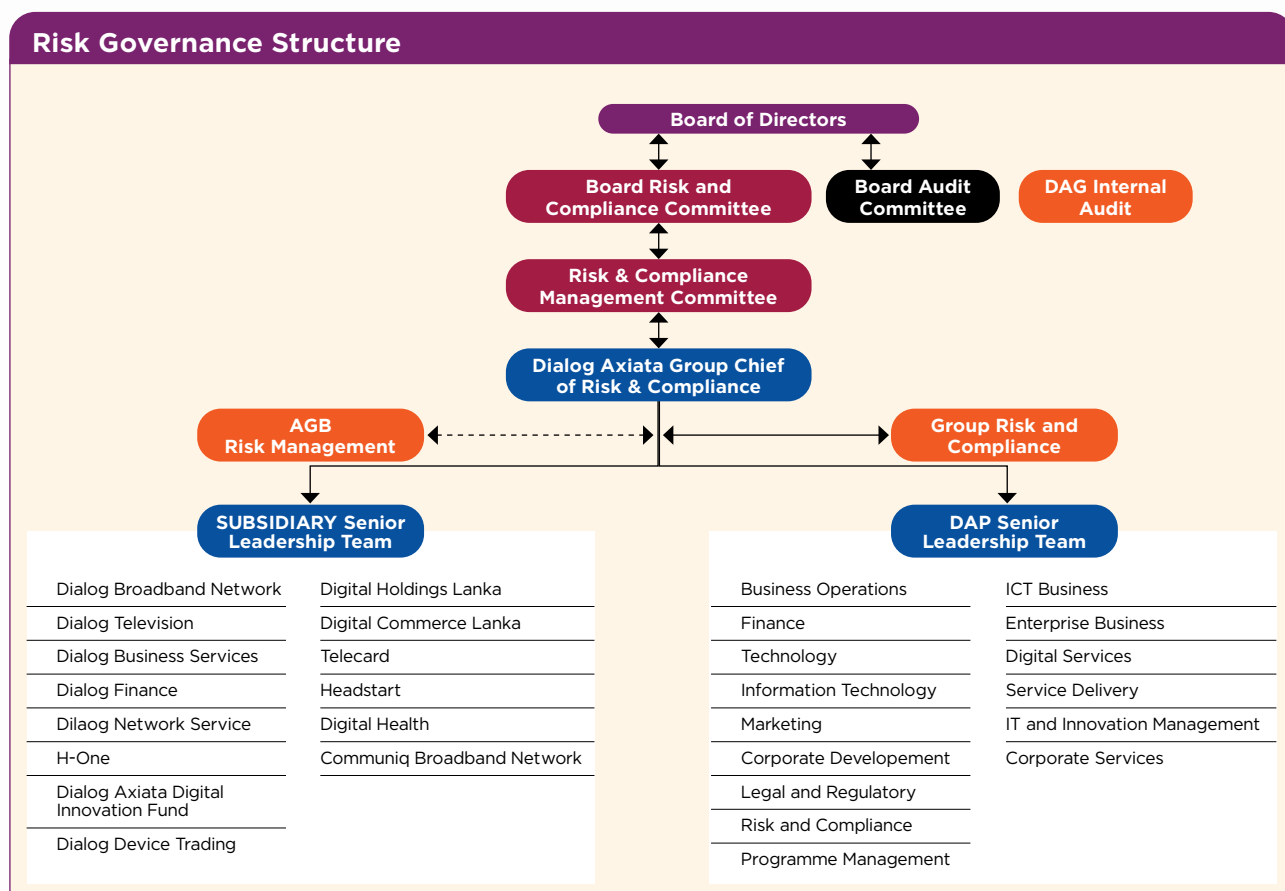 Risk Governance Structure
Board of Directors
Board Risk and
Compliance Committee
Board Audit
Committee
DAG Internal
Audit
Risk & Compliance
Management Committee
Dialog Axiata Group Chief
of Risk & Compliance
AGB
Risk Management
Group Risk and
Compliance
SUBSIDIARY Senior
Leadership Team
Dialog Broadband Network
Dialog Television
Dialog Business Services
Dialog Finance
Dilaog Network Service
H-One
Dialog Axiata Digital
Innovation Fund
Dialog Device Trading
Digital Holdings Lanka
Digital Commerce Lanka
Telecard
Headstart
Digital Health
Communiq Broadband Network
DAP Senior
Leadership Team
Business Operations
Finance
Technology
Information Technology
Marketing
Corporate Developement
Legal and Regulatory
Risk and Compliance
Programme Management
ICT Business
Enterprise Business
Digital Services
Service Delivery
IT and Innovation Management
Corporate Services